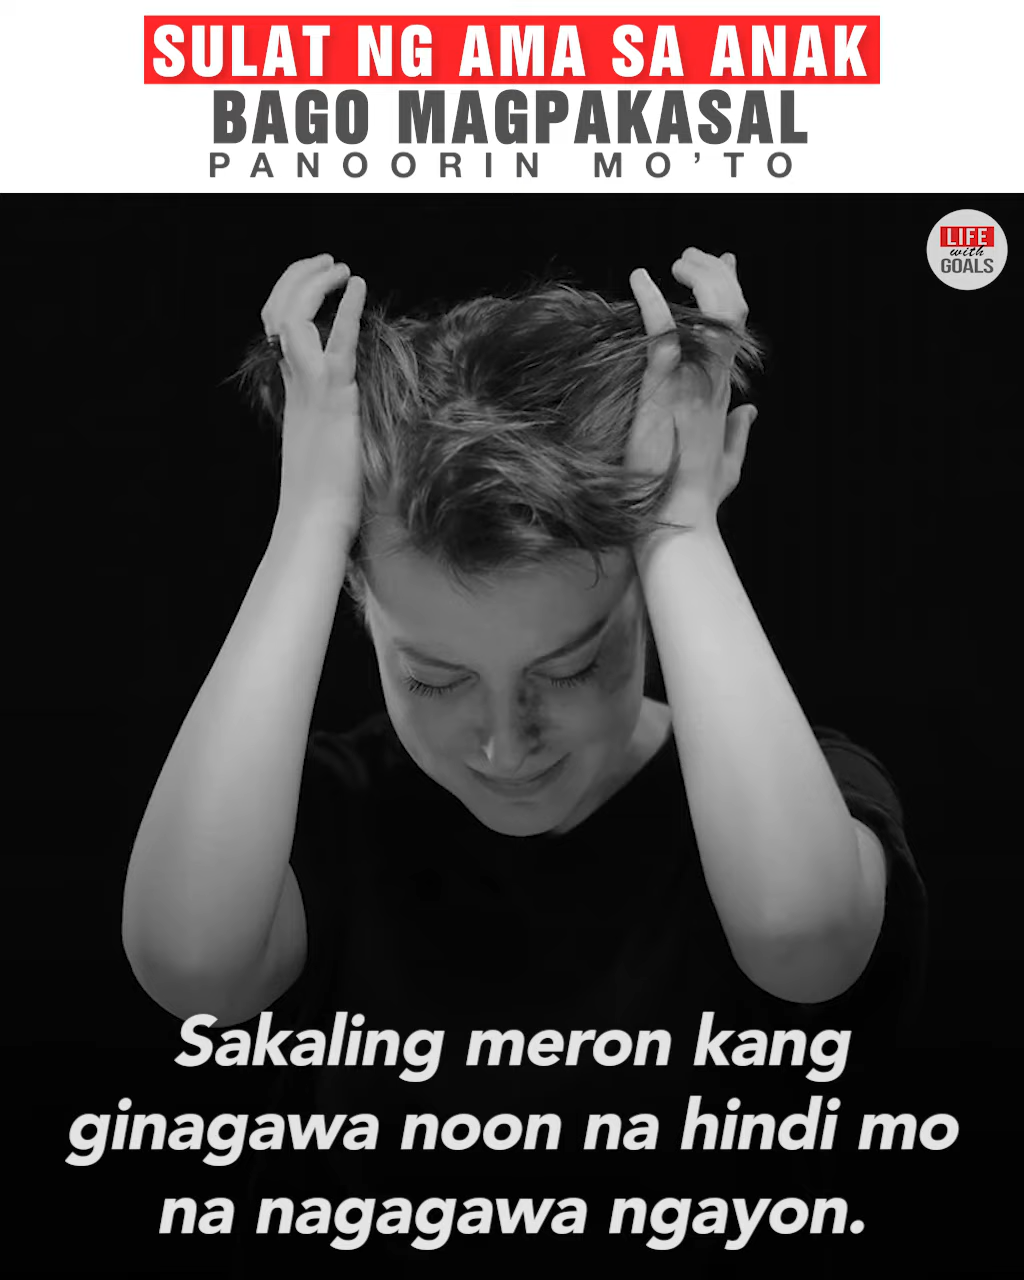 SULAT NG AMA SA ANAK
BAGO MAGPAKASAL
PANOORIN MO'TO
LIFE
with
GOALS
Sakaling meron kang
ginagawa noon na hindi mo
na nagagawa ngayon.